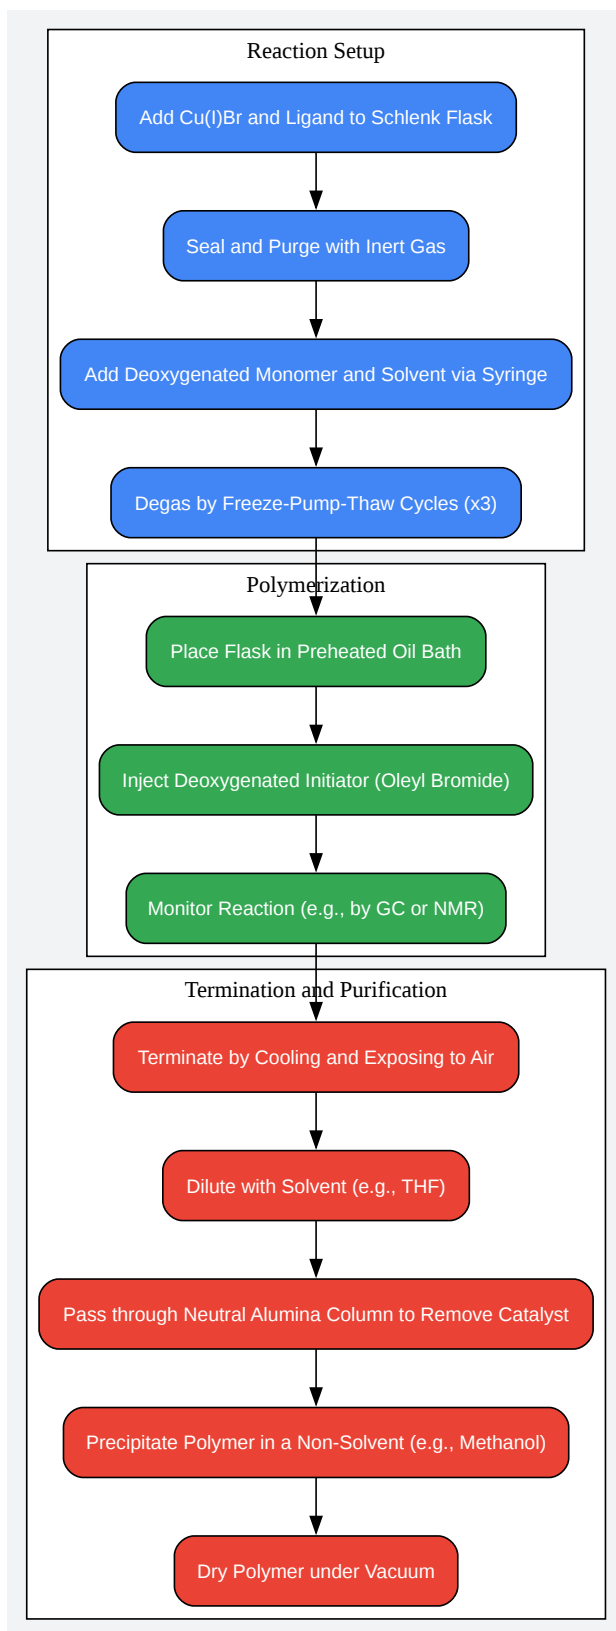 Reaction Setup
Add Cu(I)Br and Ligand to Schlenk Flask
Seal and Purge with Inert Gas
Add Deoxygenated Monomer and Solvent via Syringe
Degas by Freeze-Pump-Thaw Cycles (x3)
Polymerization
Place Flask in Preheated Oil Bath
Inject Deoxygenated Initiator (Oleyl Bromide)
Monitor Reaction (e.g., by GC or NMR)
Termination and Purification
Terminate by Cooling and Exposing to Air
Dilute with Solvent (e.g., THF)
Pass through Neutral Alumina Column to Remove Catalyst
Precipitate Polymer in a Non-Solvent (e.g., Methanol)
Dry Polymer under Vacuum